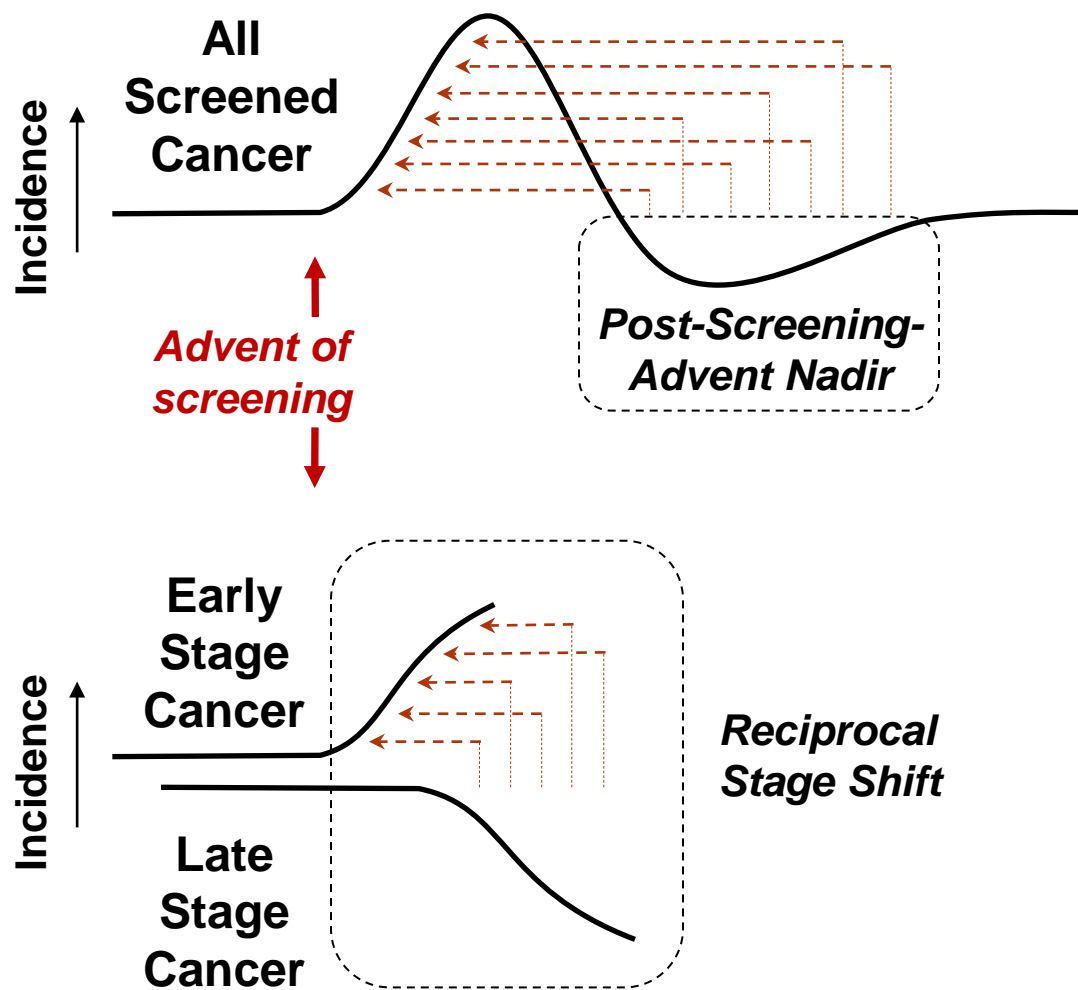 All
Screened
Cancer
Incidence
Advent of
screening
Post-Screening-
Advent Nadir
Early
Stage
Cancer
Incidence
Reciprocal
Stage Shift
Late
Stage
Cancer